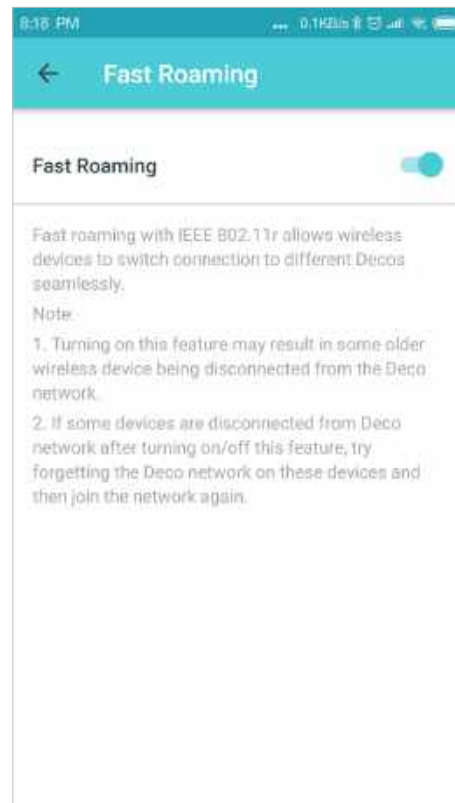 8:16 PM ... 0.1KB/s
Fast Roaming
Fast Roaming
Fast roaming with IEEE 802.11r allows wireless
devices to switch connection to different Decos
seamlessly.
Note:
1. Turning on this feature may result in some older
wireless device being disconnected from the Deco
network.
2. If some devices are disconnected from Deco
network after turning on/off this feature, try
forgetting the Deco network on these devices and
then join the network again.